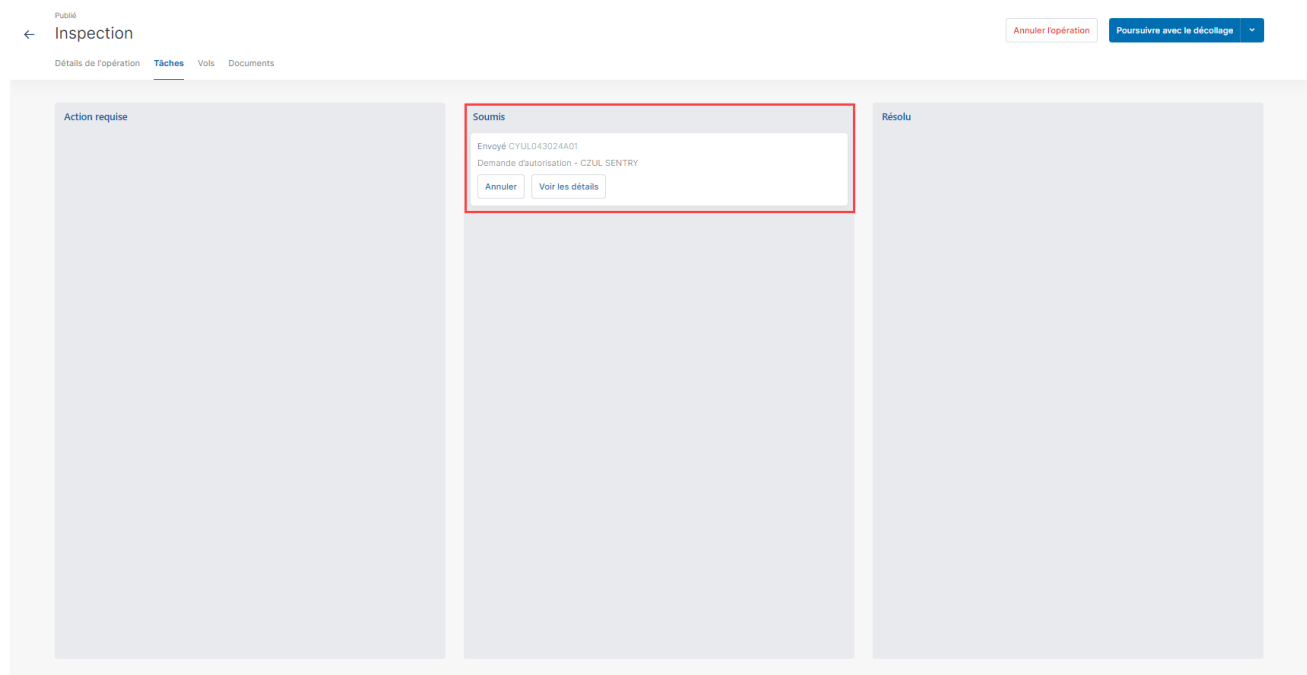 Publié
Inspection
Annuler l'opération
Poursuivre avec le décollage
Détails de l'opération Tâches Vols Documents
Action requise
Soumis
Envoyé CYUL043024A01
Demande d'autorisation - CZUL SENTRY
Annuler Voir les détails
Résolu